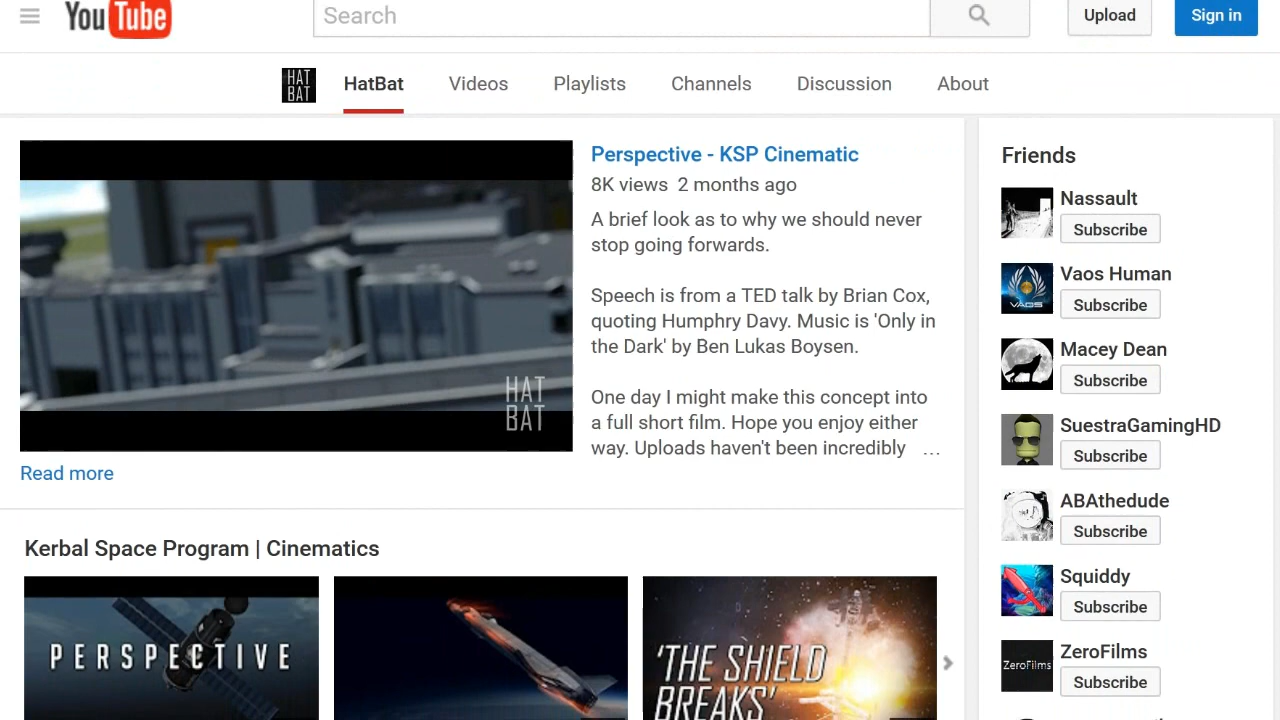 YouTube
Search
Upload
Sign in
HAT
BAT
HatBat
Videos
Playlists
Channels
Discussion
About
Perspective - KSP Cinematic
8K views 2 months ago
A brief look as to why we should never
stop going forwards.
Speech is from a TED talk by Brian Cox,
quoting Humphry Davy. Music is 'Only in
the Dark' by Ben Lukas Boysen.
One day I might make this concept into
a full short film. Hope you enjoy either
way. Uploads haven't been incredibly ...
HAT
BAT
Read more
Kerbal Space Program | Cinematics
PERSPECTIVE
'THE SHIELD
BREAKS'
Friends
Nassault
Subscribe
Vaos Human
Subscribe
VAOS
Macey Dean
Subscribe
SuestraGamingHD
Subscribe
ABAthedude
Subscribe
Squiddy
Subscribe
ZeroFilms
ZeroFilms
Subscribe